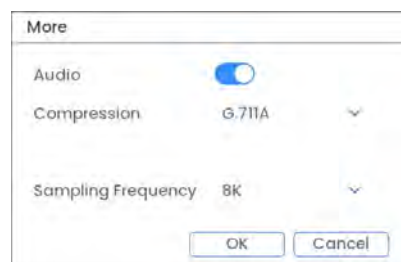 More
Audio
Compression G.711A
Sampling Frequency 8K
OK Cancel